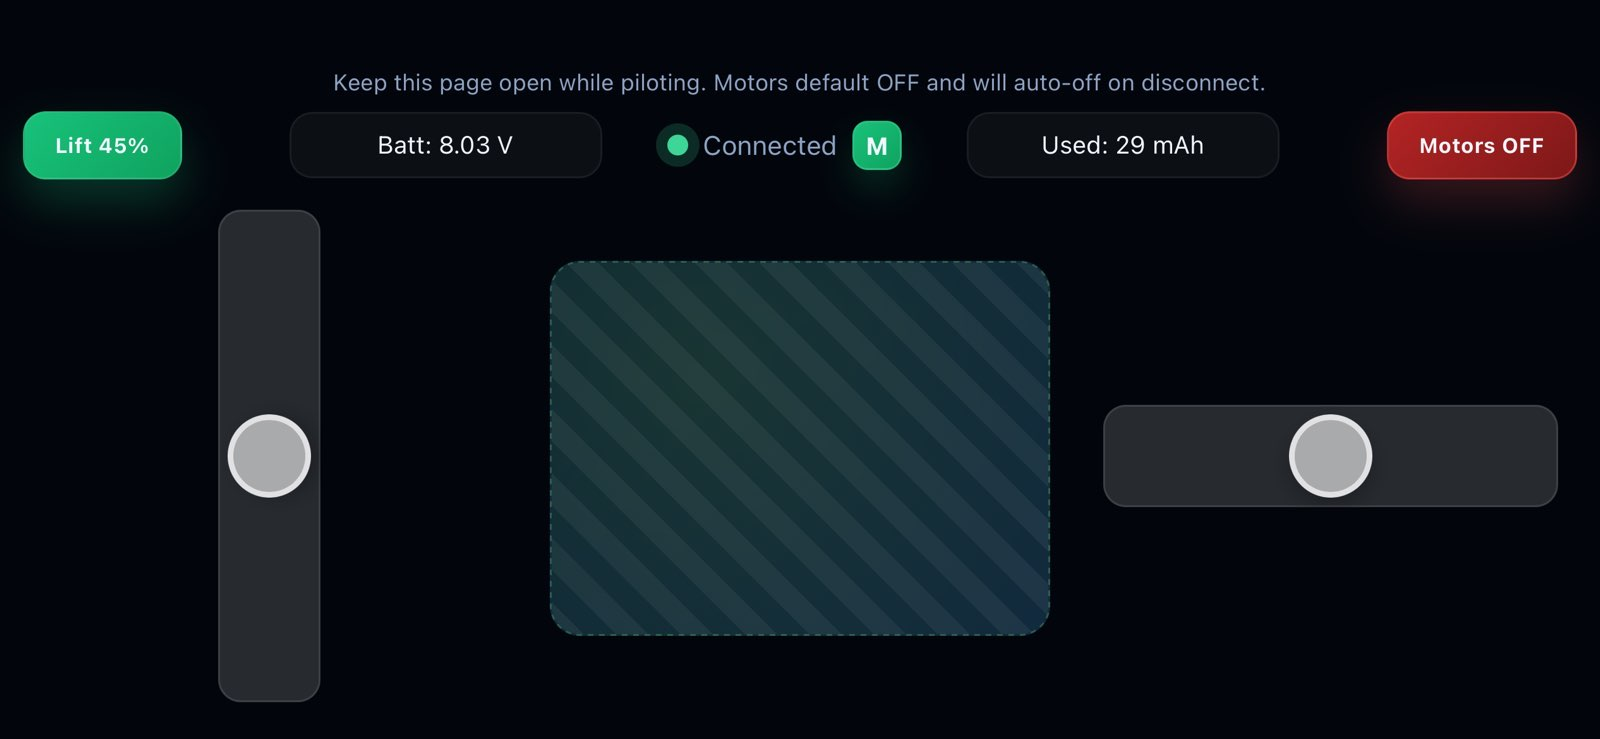 Keep this page open while piloting. Motors default OFF and will auto-off on disconnect.
Lift 45%
Batt: 8.03 V
Connected
M
Used: 29 mAh
Motors OFF